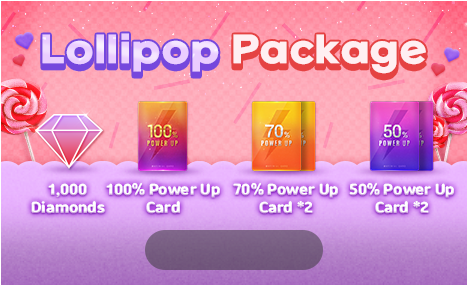 Lollipop Package
100%
POWER UP
70%
POWER UP
50%
POWER UP
1,000
Diamonds
100% Power Up
Card
70% Power Up
Card *2
50% Power Up
Card *2